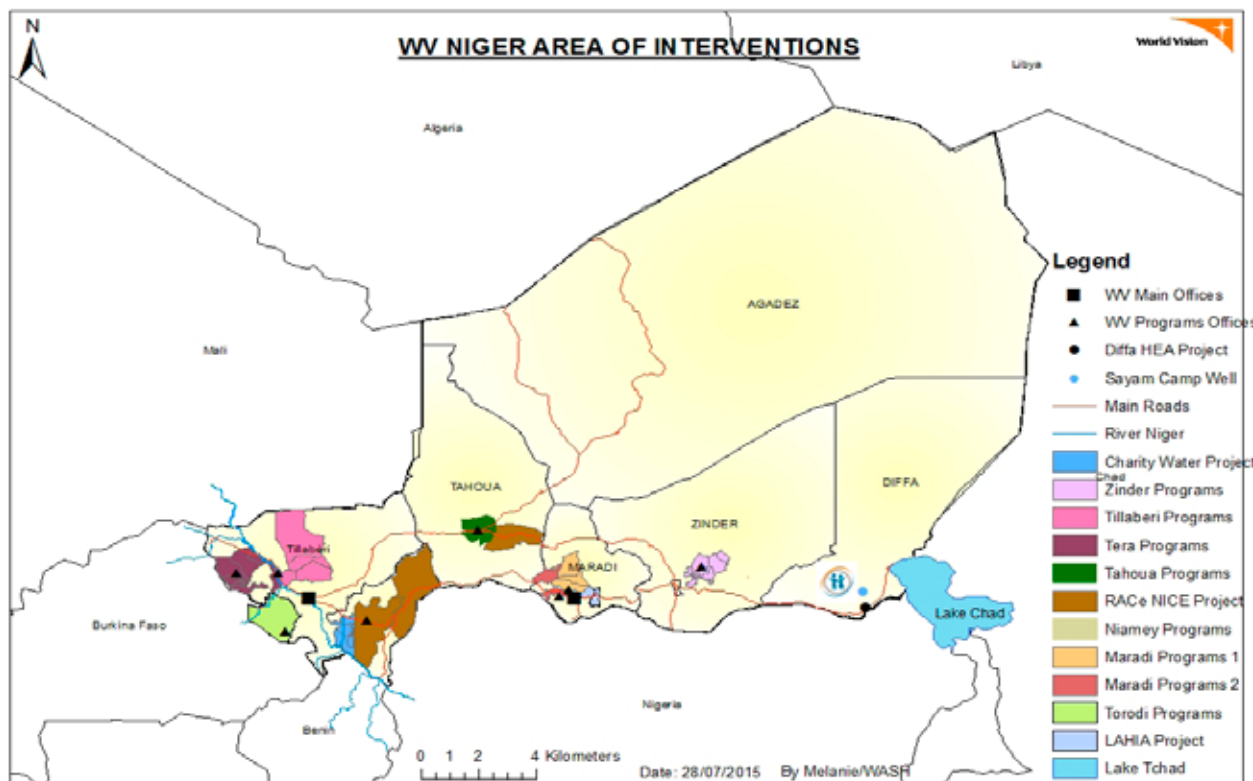 N
WV NIGER AREA OF INTERVENTIONS
World Vision
Libya
Algeria
Legend
WV Main Offices
WV Programs Offices
Diffa HEA Project
Sayam Camp Well
Main Roads
River Niger
Charity Water Project
Chad
Zinder Programs
Tillaberi Programs
Tera Programs
Tahoua Programs
RACe NICE Project
Niamey Programs
Maradi Programs 1
Maradi Programs 2
Torodi Programs
LAHIA Project
Lake Tchad
AGADEZ
Mali
TAHOUA
DIFFA
ZINDER
Tillaberi
MARADI
Lake Chad
Burkina Faso
Nigeria
Benin
0 2 4 Kilometers
Date: 28/07/2015 By Melanie/WASH